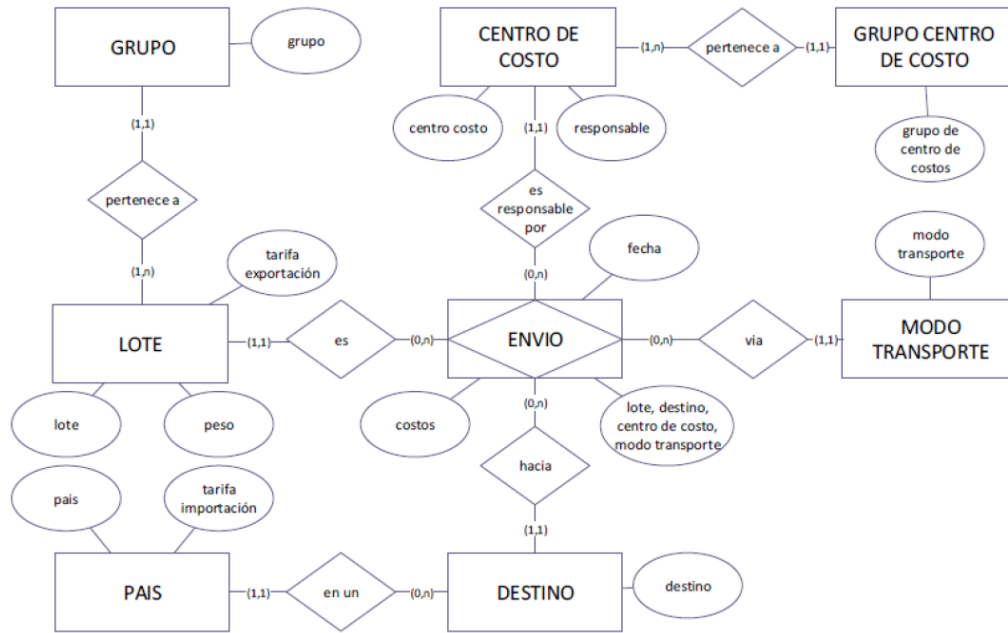 GRUPO
grupo
CENTRO DE
COSTO
(1,n)
pertenece a
(1,1)
GRUPO CENTRO
DE COSTO
(1,1)
centro costo
(1,1)
responsable
grupo de
centro de
costos
pertenece a
es
responsable
por
(1,n)
tarifa
exportación
(0,n)
fecha
modo
transporte
LOTE
(1,1)
es
(0,n)
ENVIO
(0,n)
via
(1,1)
MODO
TRANSPORTE
lote
peso
costos
(0,n)
lote, destino,
centro de costo,
modo transporte
pais
tarifa
importación
hacia
(1,1)
PAIS
(1,1)
en un
(0,n)
DESTINO
destino